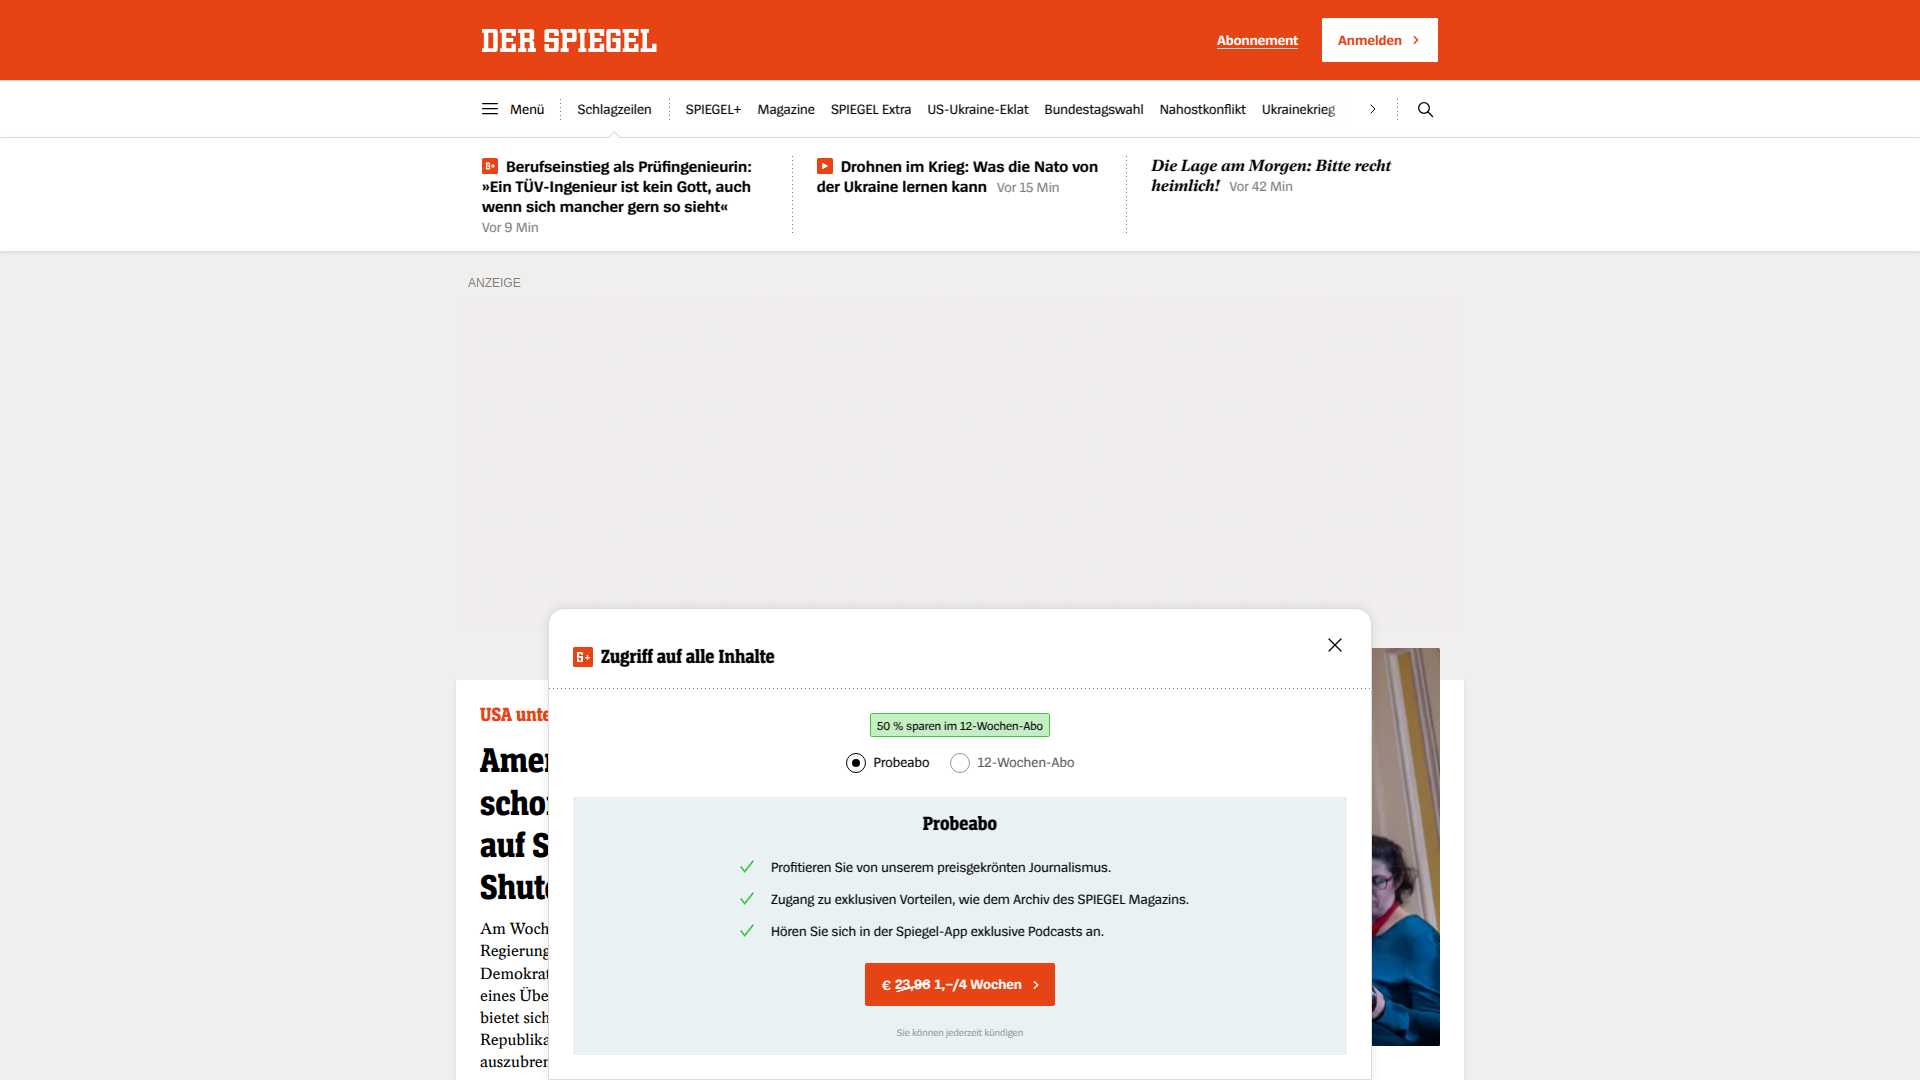 DER SPIEGEL
Abonnement
Anmelden
Menü
Schlagzeilen
SPIEGEL+
Magazine
SPIEGEL Extra
US-Ukraine-Eklat
Bundestagswahl
Nahostkonflikt
Ukrainekrieg
Berufseinstieg als Prüfingenieurin:
»Ein TÜV-Ingenieur ist kein Gott, auch
wenn sich mancher gern so sieht«
Vor 9 Min
Drohnen im Krieg: Was die Nato von
der Ukraine lernen kann Vor 15 Min
Die Lage am Morgen: Bitte recht
heimlich! Vor 42 Min
ANZEIGE
Zugriff auf alle Inhalte
50 % sparen im 12-Wochen-Abo
Probeabo
12-Wochen-Abo
Probeabo
Profitieren Sie von unserem preisgekrönten Journalismus.
Zugang zu exklusiven Vorteilen, wie dem Archiv des SPIEGEL Magazins.
Hören Sie sich in der Spiegel-App exklusive Podcasts an.
€ 23,96 1,–/4 Wochen
Sie können jederzeit kündigen
USA unte
Amer
scho
auf S
Shut
Am Woch
Regierung
Demokrat
eines Übe
bietet sich
Republika
auszubren